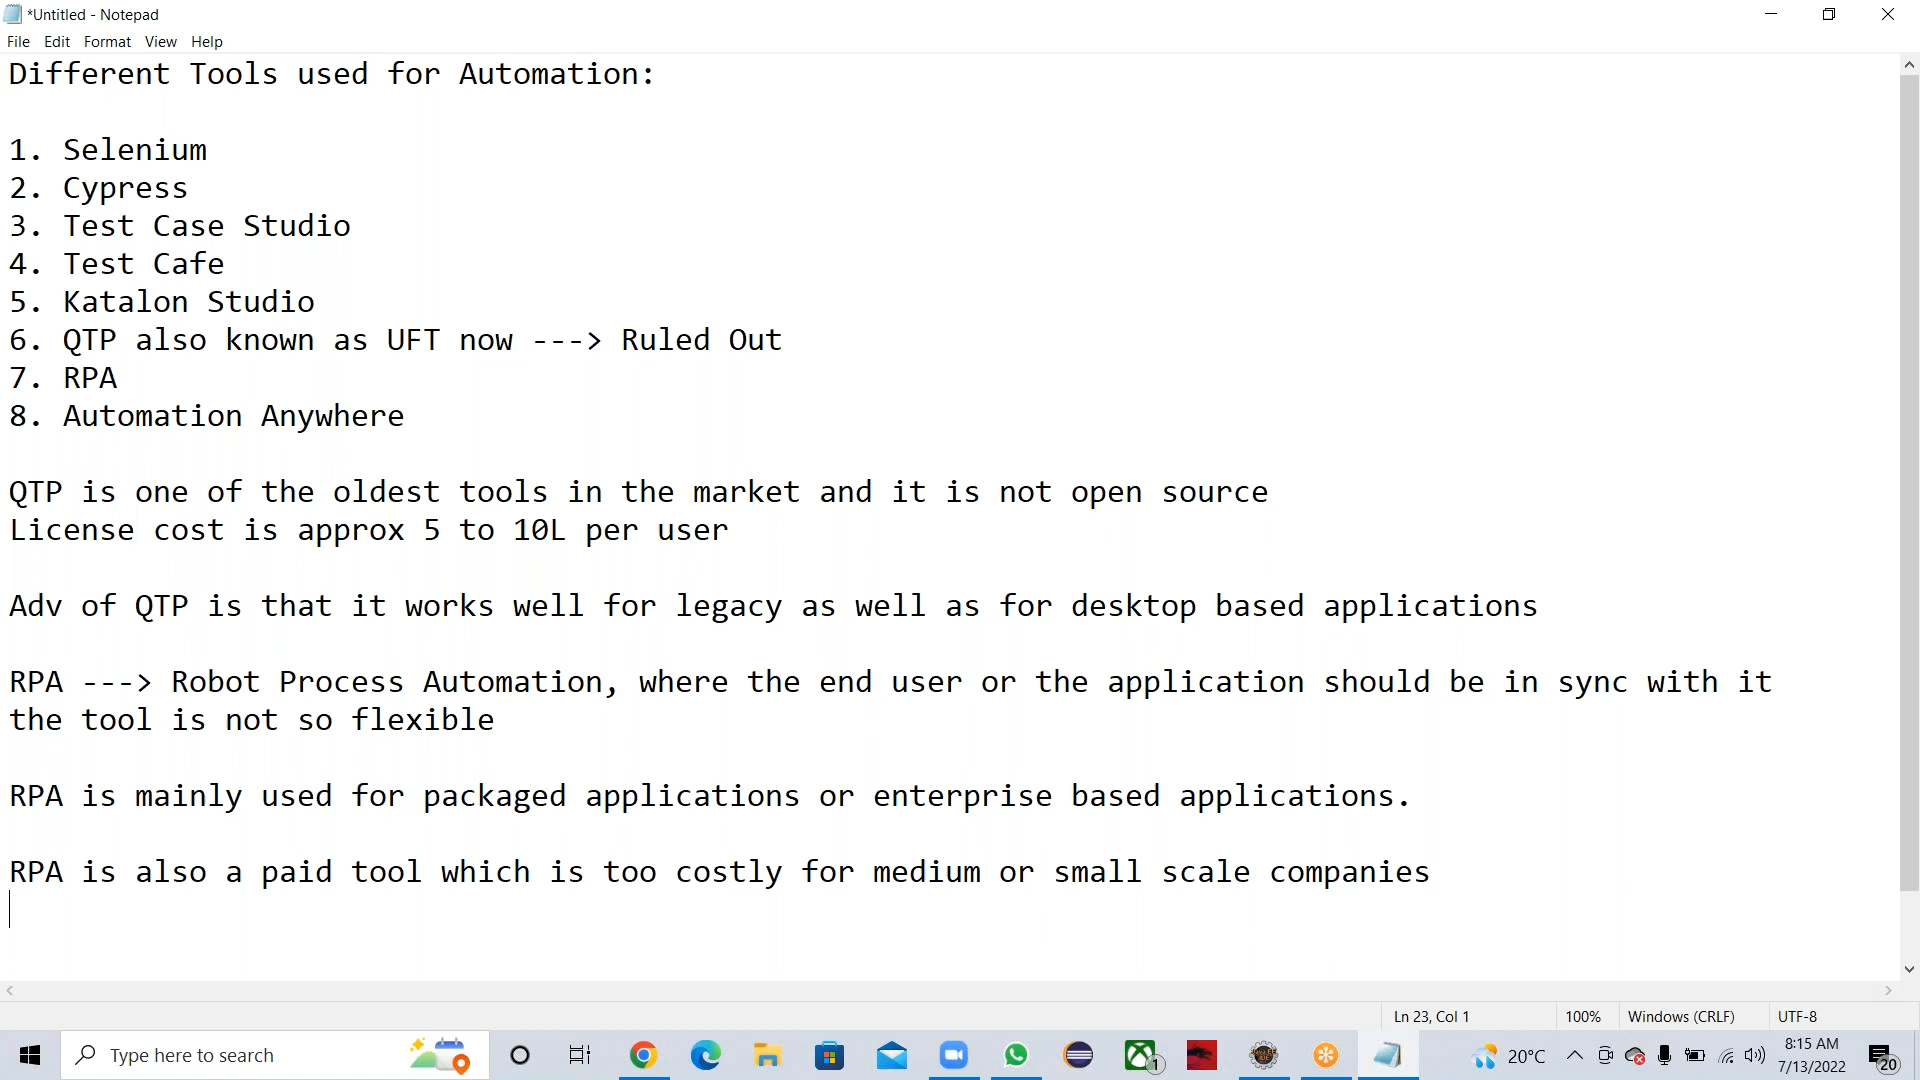 *Untitled - Notepad
File Edit Format View Help
Different Tools used for Automation:
1. Selenium
2. Cypress
3. Test Case Studio
4. Test Cafe
5. Katalon Studio
6. QTP also known as UFT now ---> Ruled Out
7. RPA
8. Automation Anywhere
QTP is one of the oldest tools in the market and it is not open source
License cost is approx 5 to 10L per user
Adv of QTP is that it works well for legacy as well as for desktop based applications
RPA ---> Robot Process Automation, where the end user or the application should be in sync with it
the tool is not so flexible
RPA is mainly used for packaged applications or enterprise based applications.
RPA is also a paid tool which is too costly for medium or small scale companies
Ln 23, Col 1 100% Windows (CRLF) UTF-8
Type here to search 1 20°C 8:15 AM
7/13/2022 20